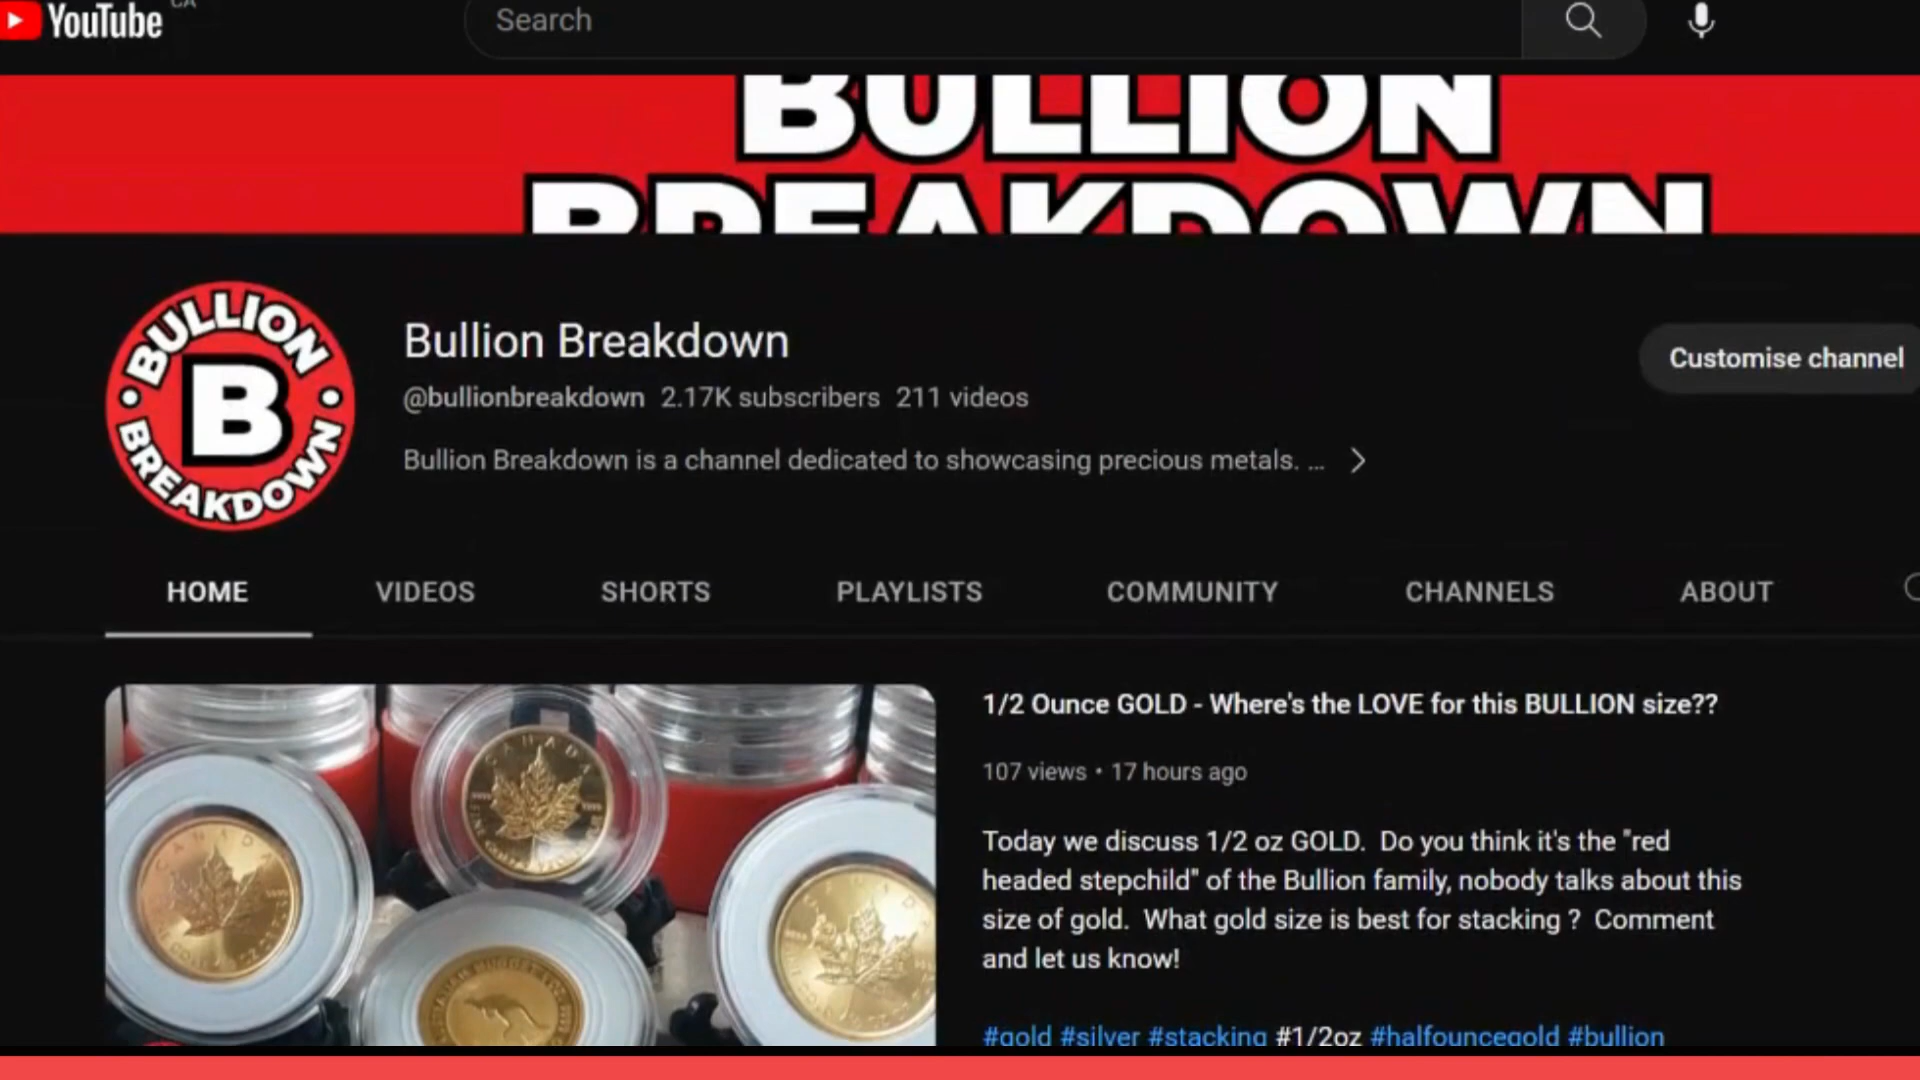 YouTube CA
Search
BULLION
BREAKDOWN
BULLION
B
BREAKDOWN
Bullion Breakdown
Customise channel
@bullionbreakdown 2.17K subscribers 211 videos
Bullion Breakdown is a channel dedicated to showcasing precious metals. ...
HOME VIDEOS SHORTS PLAYLISTS COMMUNITY CHANNELS ABOUT
1/2 Ounce GOLD - Where's the LOVE for this BULLION size??
107 views • 17 hours ago
Today we discuss 1/2 oz GOLD. Do you think it's the "red
headed stepchild" of the Bullion family, nobody talks about this
size of gold. What gold size is best for stacking ? Comment
and let us know!
#gold #silver #stacking #1/2oz #halfouncegold #bullion
CANADA
CANADA